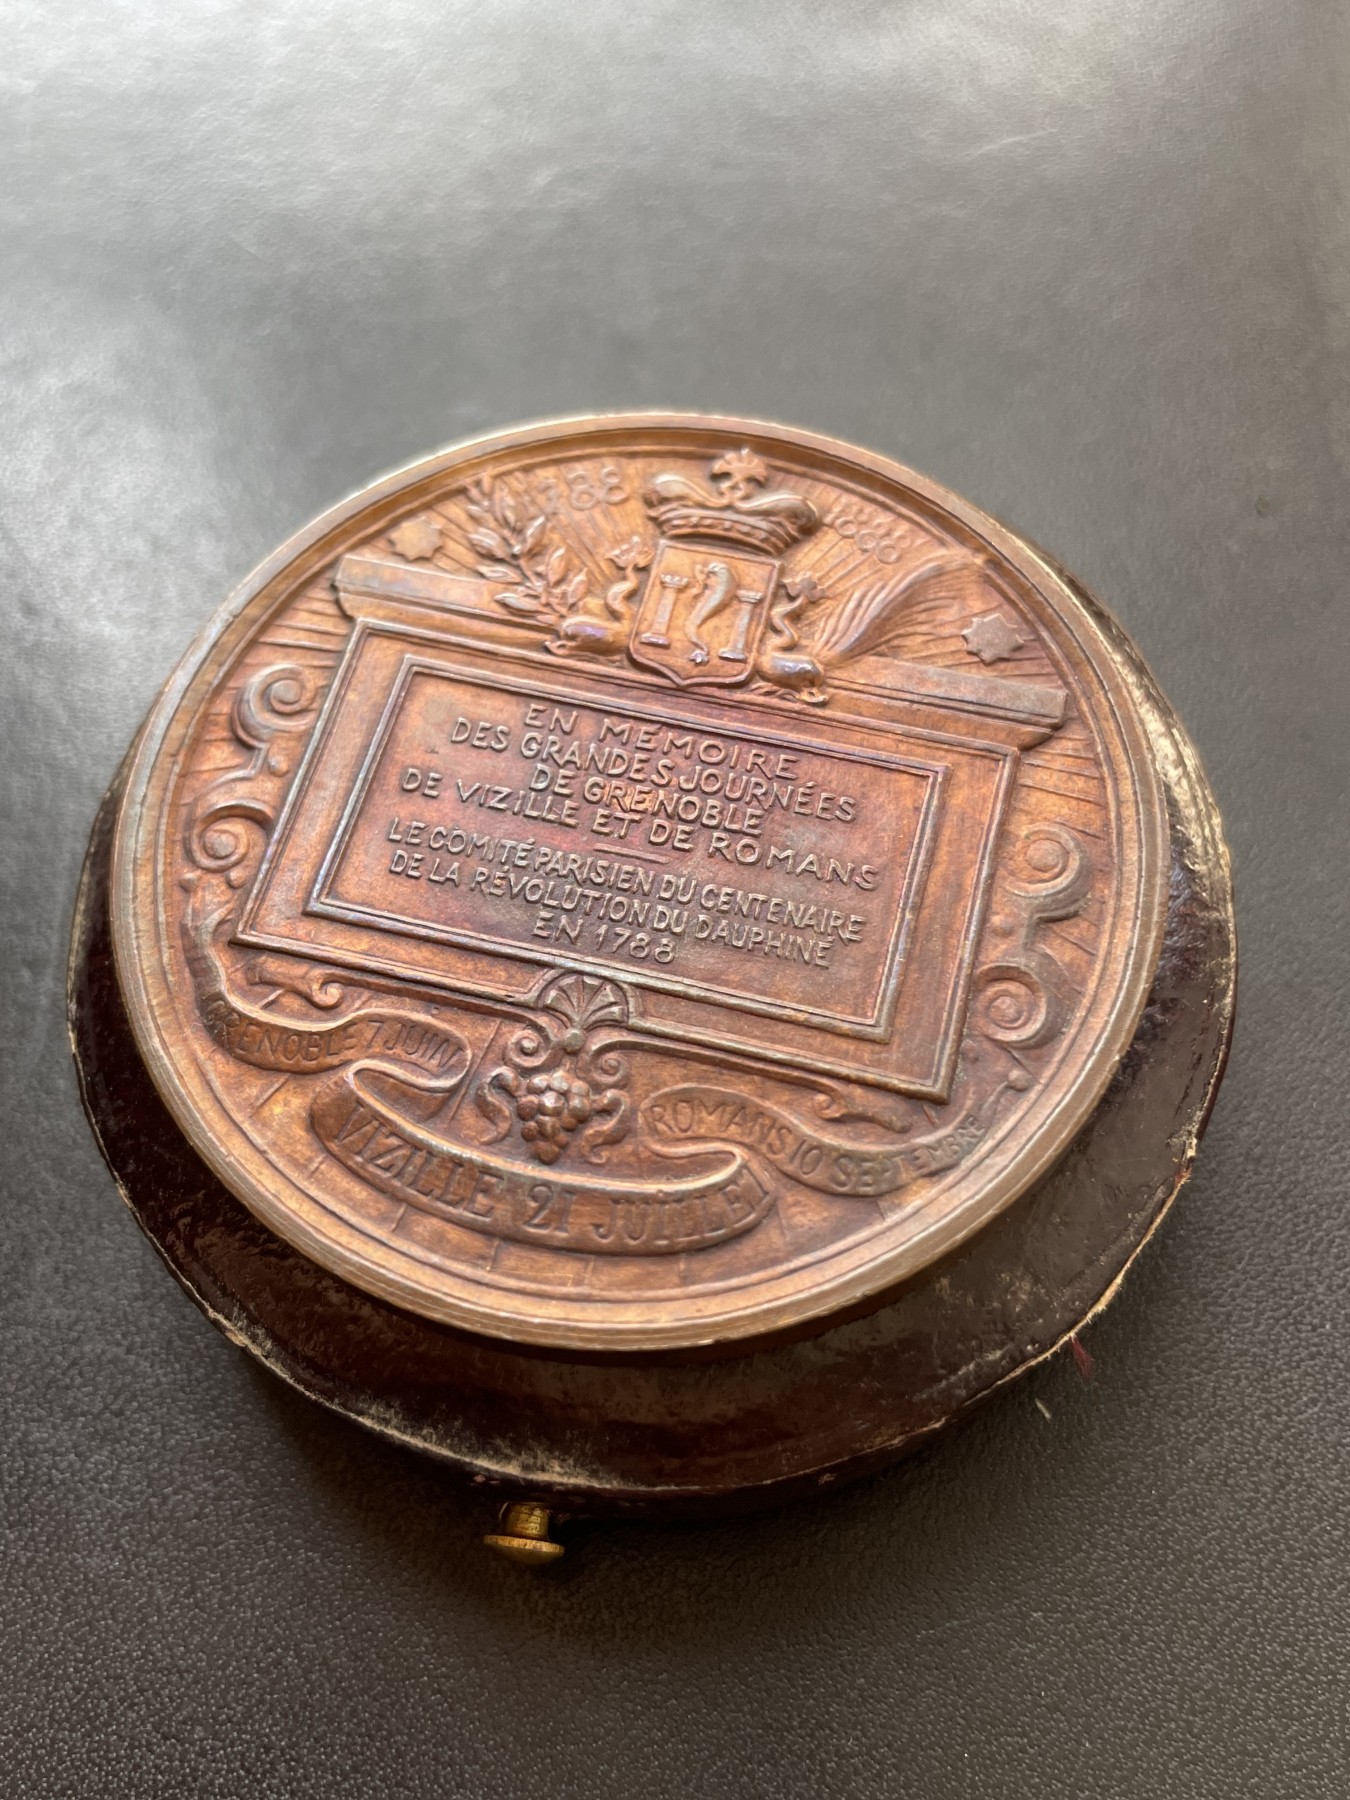 1788 1888
EN MÉMOIRE
DES GRANDES JOURNÉES
DE GRENOBLE
DE VIZILLE ET DE ROMANS
LE COMITÉ PARISIEN DU CENTENAIRE
DE LA RÉVOLUTION DU DAUPHINÉ
EN 1788
GRENOBLE 7 JUIN
VIZILLE 21 JUILLET
ROMANS 10 SEPTEMBRE